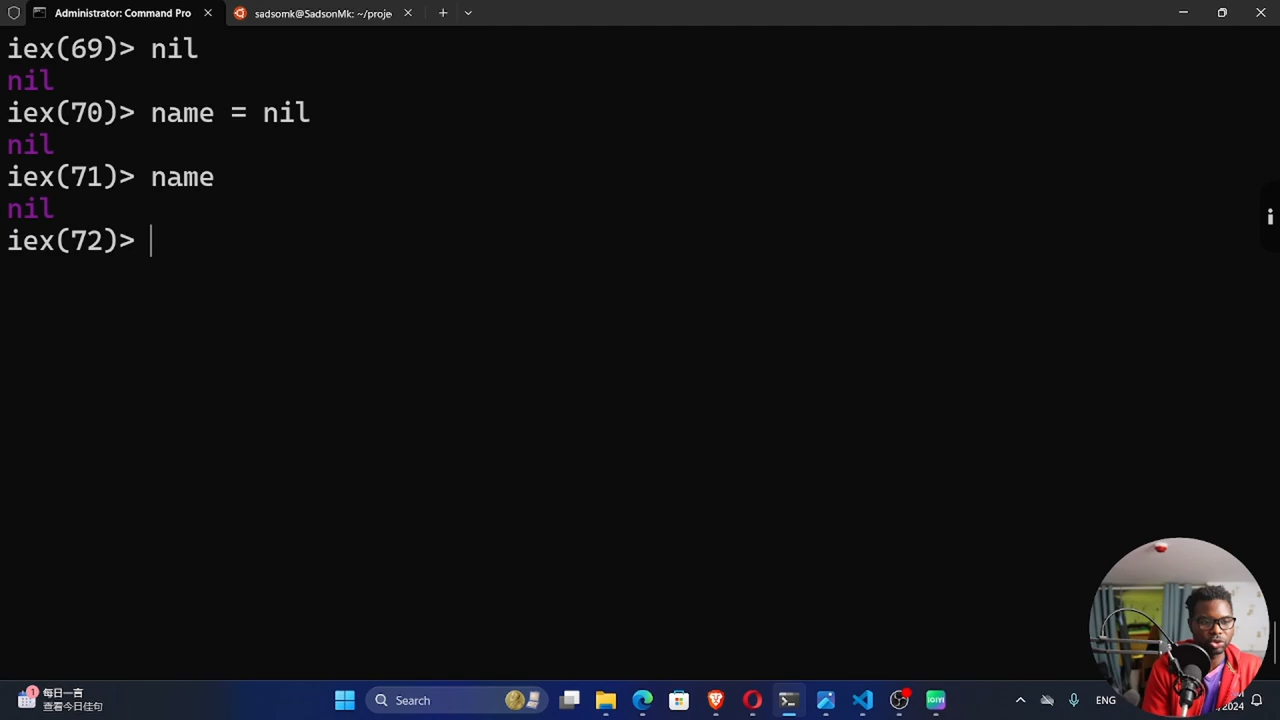 Administrator: Command Pro
sadsomk@SadsonMk: ~/proje
iex(69)> nil
nil
iex(70)> name = nil
nil
iex(71)> name
nil
iex(72)>
1
每日一言
查看今日佳句
Search
ENG
2024